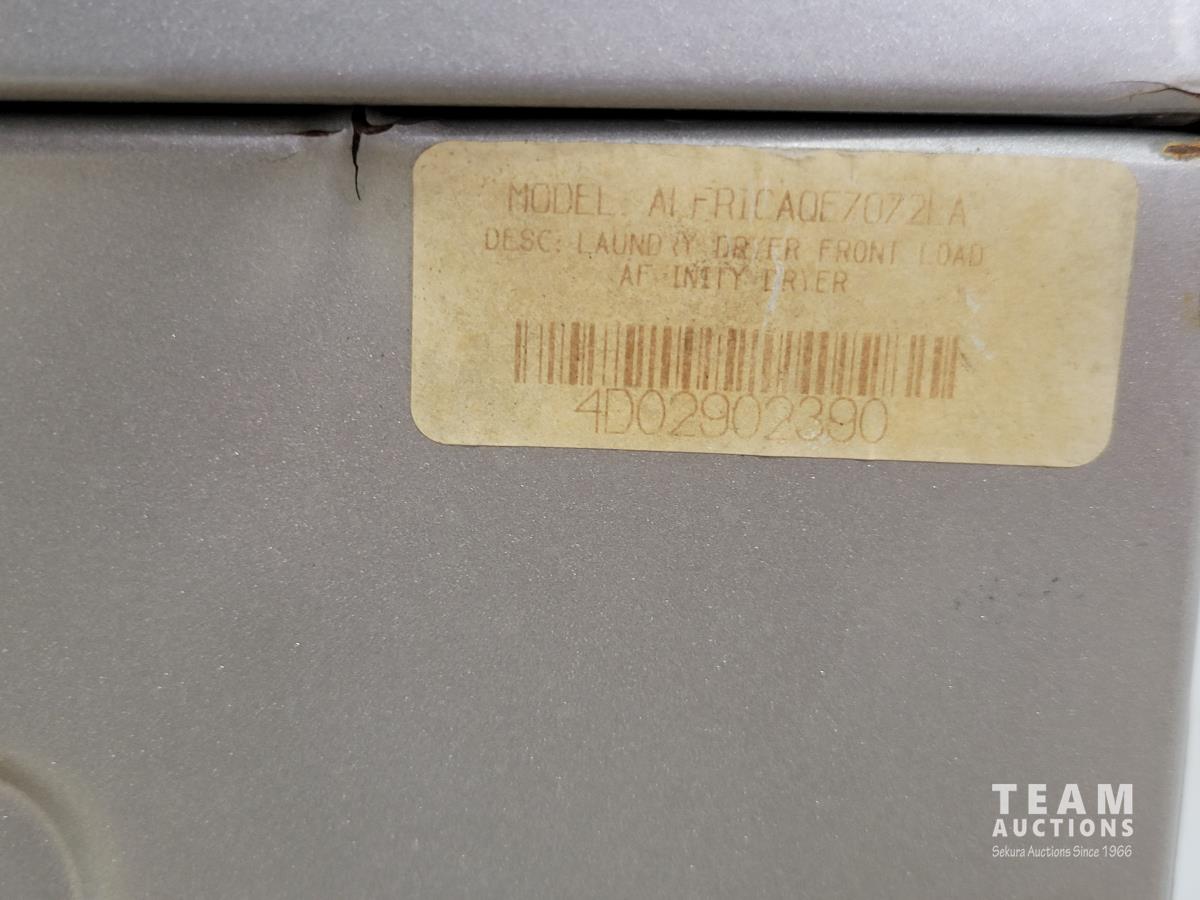 MODEL: ALFRICAQE7072LA
DESC: LAUNDRY DRYER FRONT LOAD
AFFINITY DRYER
4D02902390
TEAM
AUCTIONS
Sekura Auctions Since 1966